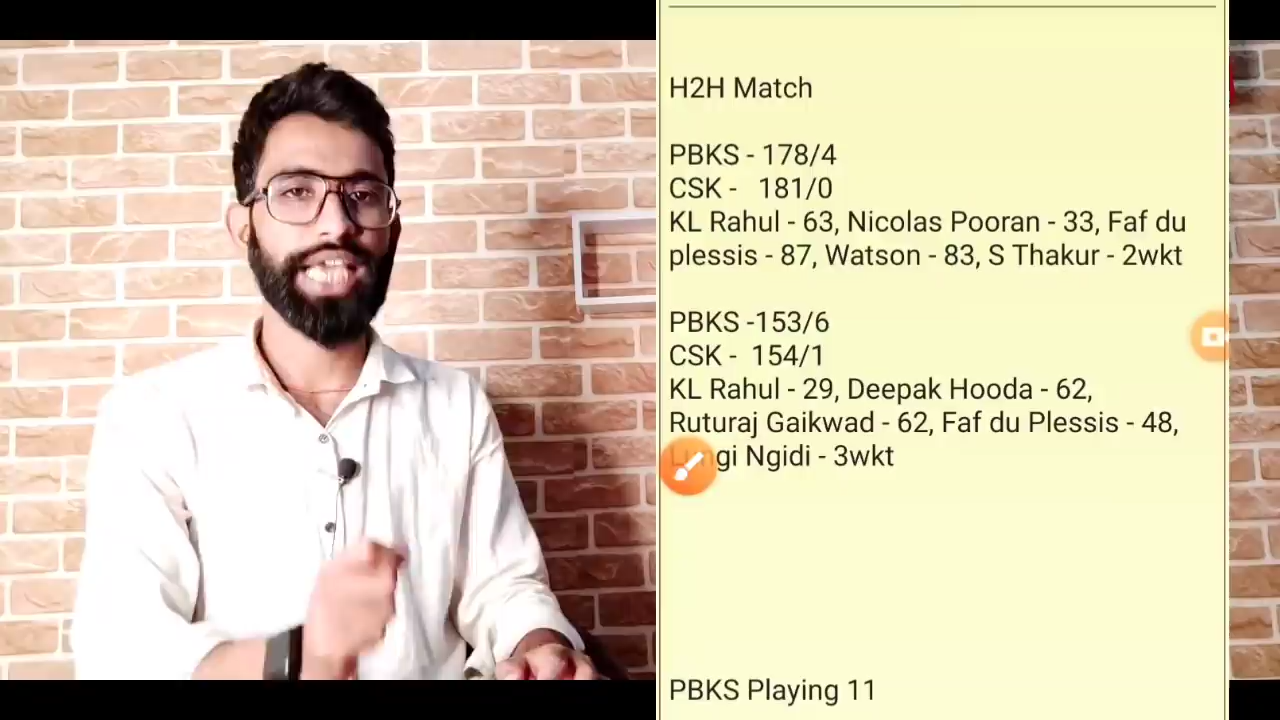 H2H Match
PBKS - 178/4
CSK - 181/0
KL Rahul - 63, Nicolas Pooran - 33, Faf du
plessis - 87, Watson - 83, S Thakur - 2wkt
PBKS -153/6
CSK - 154/1
KL Rahul - 29, Deepak Hooda - 62,
Ruturaj Gaikwad - 62, Faf du Plessis - 48,
Ngidi - 3wkt
PBKS Playing 11